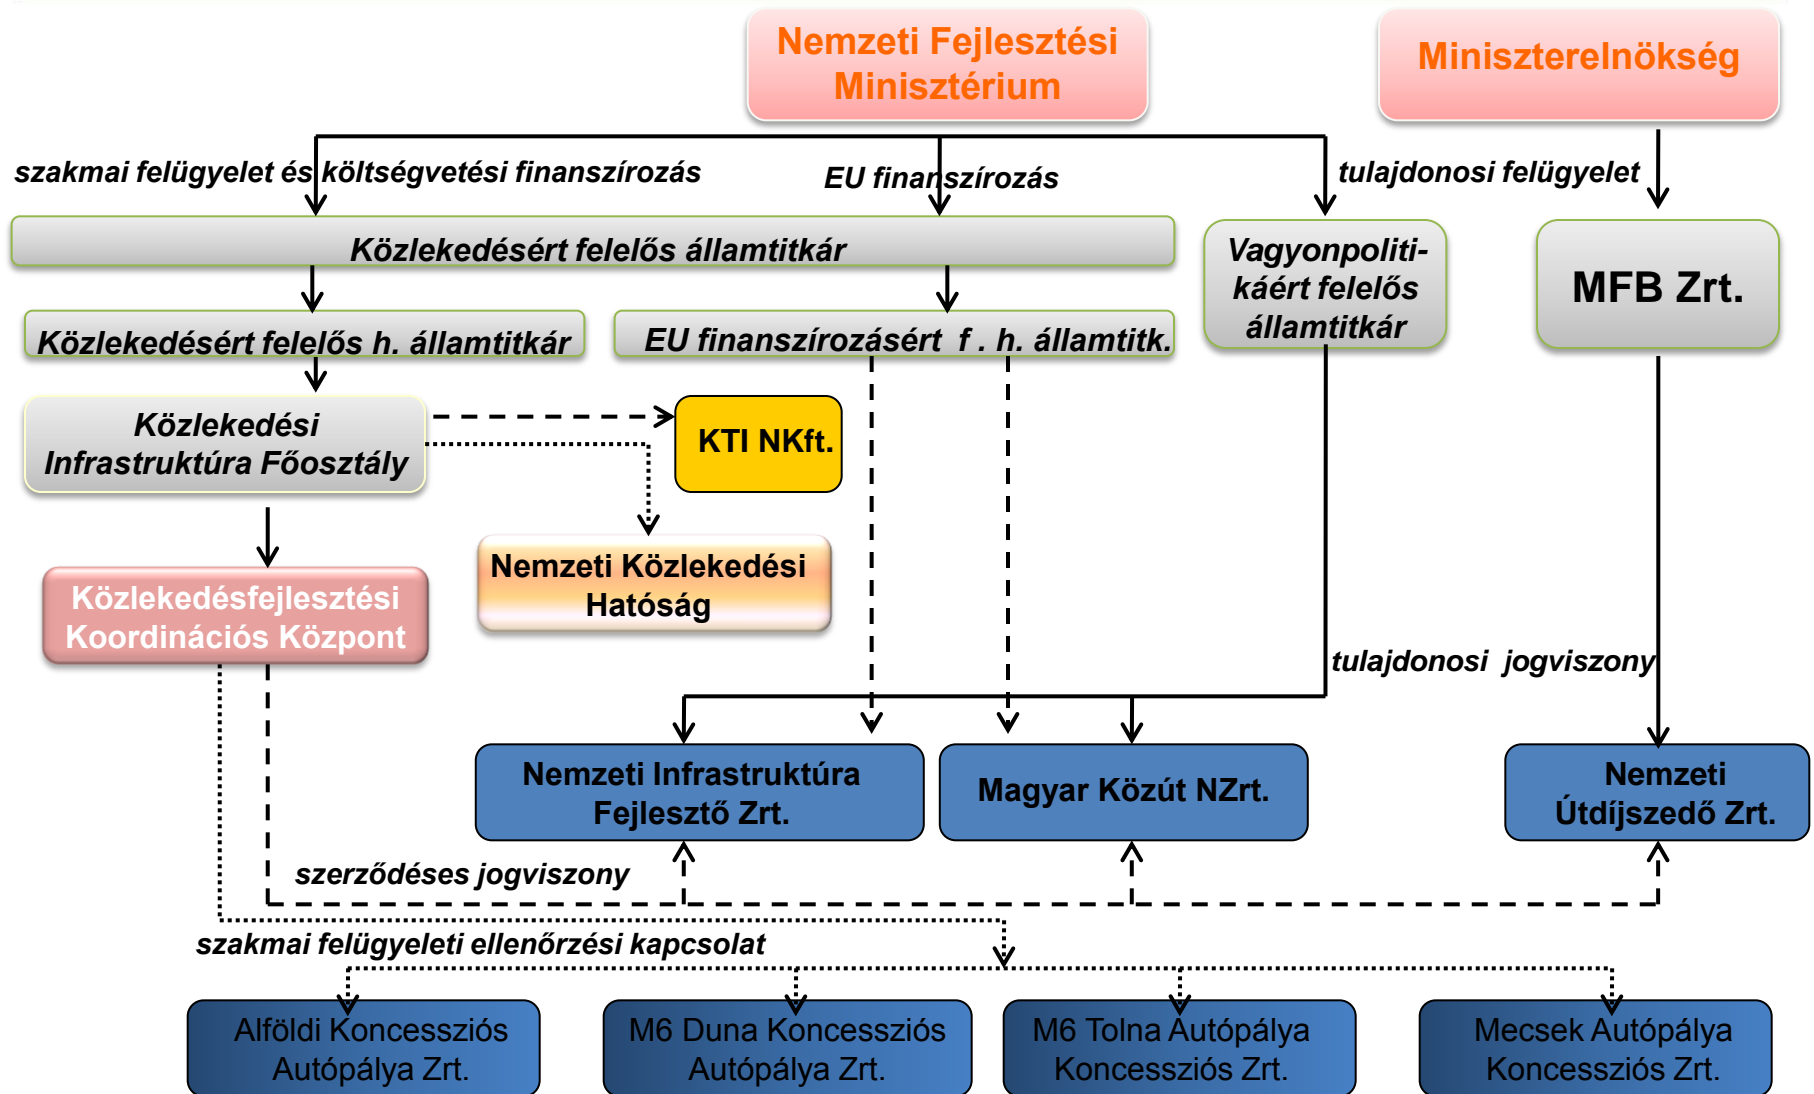 Nemzeti Fejlesztési
Minisztérium
Miniszterelnökség
szakmai felügyelet és költségvetési finanszírozás
EU finanszírozás
tulajdonosi felügyelet
Közlekedésért felelős államtitkár
Vagyonpoliti-
káért felelős
államtitkár
MFB Zrt.
Közlekedésért felelős h. államtitkár
EU finanszírozásért f . h. államtitk.
Közlekedési
Infrastruktúra Főosztály
KTI NKft.
Nemzeti Közlekedési
Hatóság
Közlekedésfejlesztési
Koordinációs Központ
tulajdonosi jogviszony
Nemzeti Infrastruktúra
Fejlesztő Zrt.
Magyar Közút NZrt.
Nemzeti
Útdíjszedő Zrt.
szerződéses jogviszony
szakmai felügyeleti ellenőrzési kapcsolat
Alföldi Koncessziós
Autópálya Zrt.
M6 Duna Koncessziós
Autópálya Zrt.
M6 Tolna Autópálya
Koncessziós Zrt.
Mecsek Autópálya
Koncessziós Zrt.